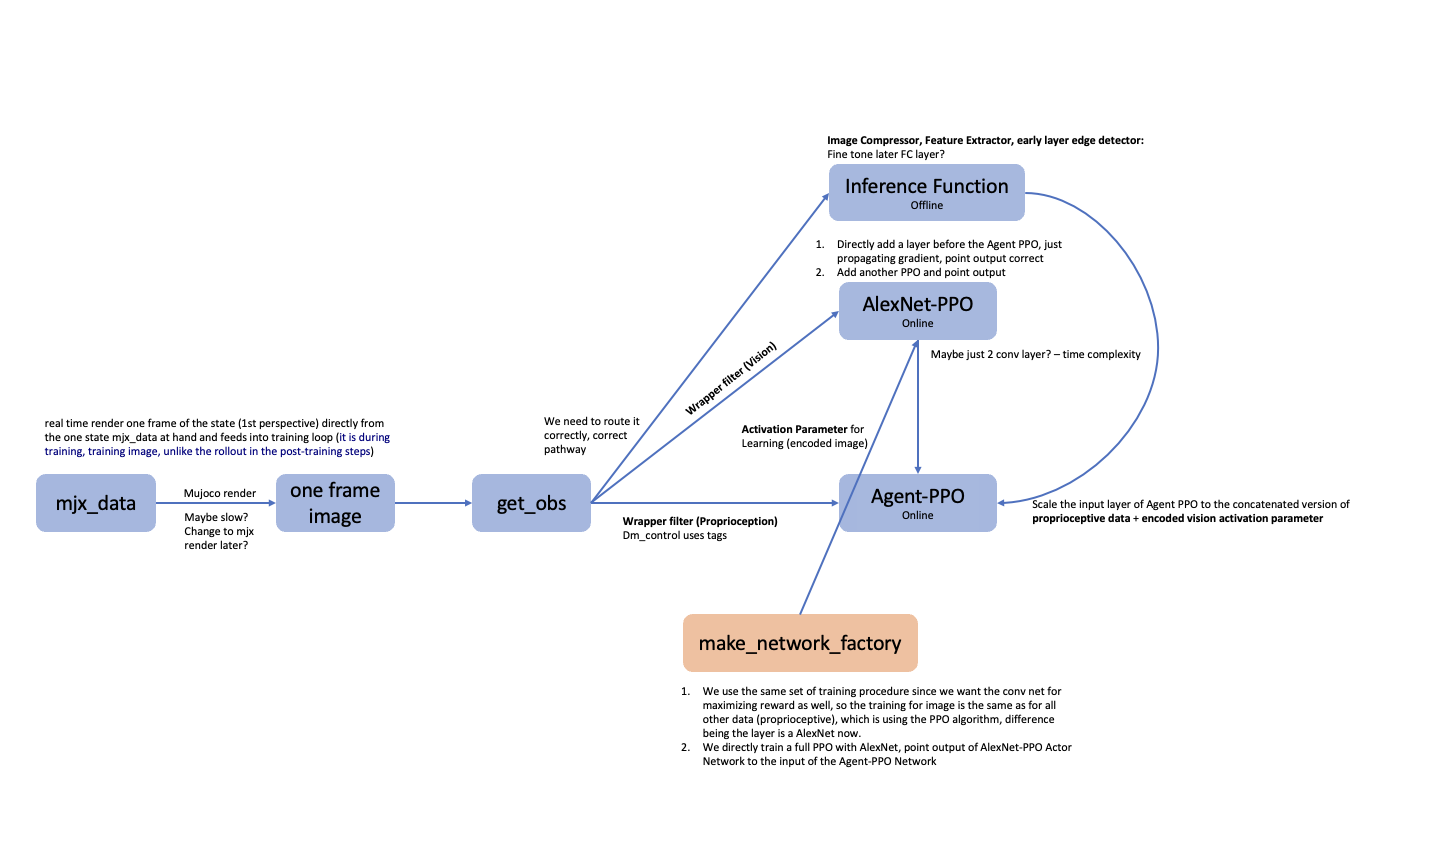 Image Compressor, Feature Extractor, early layer edge detector:
Fine tone later FC layer?
Inference Function
Offline
1. Directly add a layer before the Agent PPO, just
propagating gradient, point output correct
2. Add another PPO and point output
AlexNet-PPO
Online
Maybe just 2 conv layer? – time complexity
Wrapper filter (Vision)
We need to route it
correctly, correct
pathway
Activation Parameter for
Learning (encoded image)
real time render one frame of the state (1st perspective) directly from
the one state mjx_data at hand and feeds into training loop (it is during
training, training image, unlike the rollout in the post-training steps)
mjx_data
Mujoco render
Maybe slow?
Change to mjx
render later?
one frame
image
get_obs
Wrapper filter (Proprioception)
Dm_control uses tags
Agent-PPO
Online
Scale the input layer of Agent PPO to the concatenated version of
proprioceptive data + encoded vision activation parameter
make_network_factory
1. We use the same set of training procedure since we want the conv net for
maximizing reward as well, so the training for image is the same as for all
other data (proprioceptive), which is using the PPO algorithm, difference
being the layer is a AlexNet now.
2. We directly train a full PPO with AlexNet, point output of AlexNet-PPO Actor
Network to the input of the Agent-PPO Network